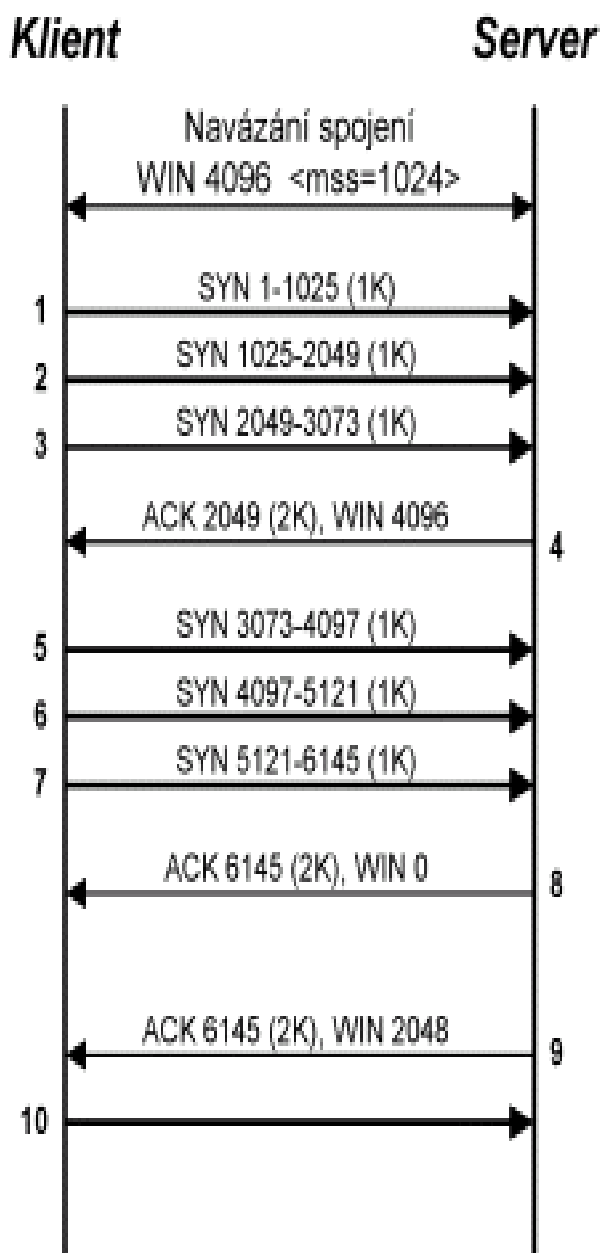 Klient Server
Navázání spojení
WIN 4096 <mss=1024>
SYN 1-1025 (1K)
1
SYN 1025-2049 (1K)
2
SYN 2049-3073 (1K)
3
ACK 2049 (2K), WIN 4096
4
SYN 3073-4097 (1K)
5
SYN 4097-5121 (1K)
6
SYN 5121-6145 (1K)
7
ACK 6145 (2K), WIN 0
8
ACK 6145 (2K), WIN 2048
9
10